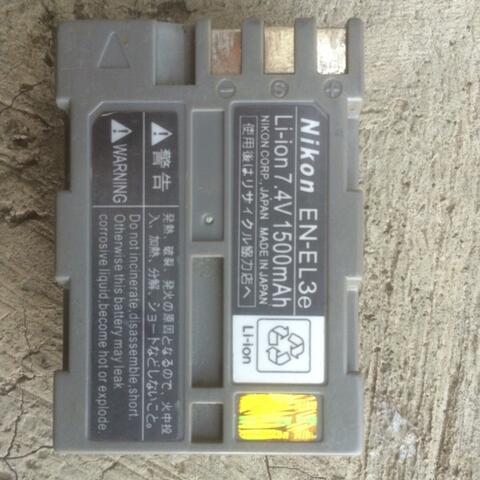 Nikon EN-EL3e
Li-ion 7.4V 1500mAh
NIKON CORP., JAPAN MADE IN JAPAN
使用後はリサイクル協力店へ
Li-ion
警告
WARNING
発熱、破裂、発火の原因となるので、火中投
入、加熱、分解、ショートなどしないこと。
Do not incinerate,disassemble,short.
Otherwise this battery may leak
corrosive liquid,become hot or explode.